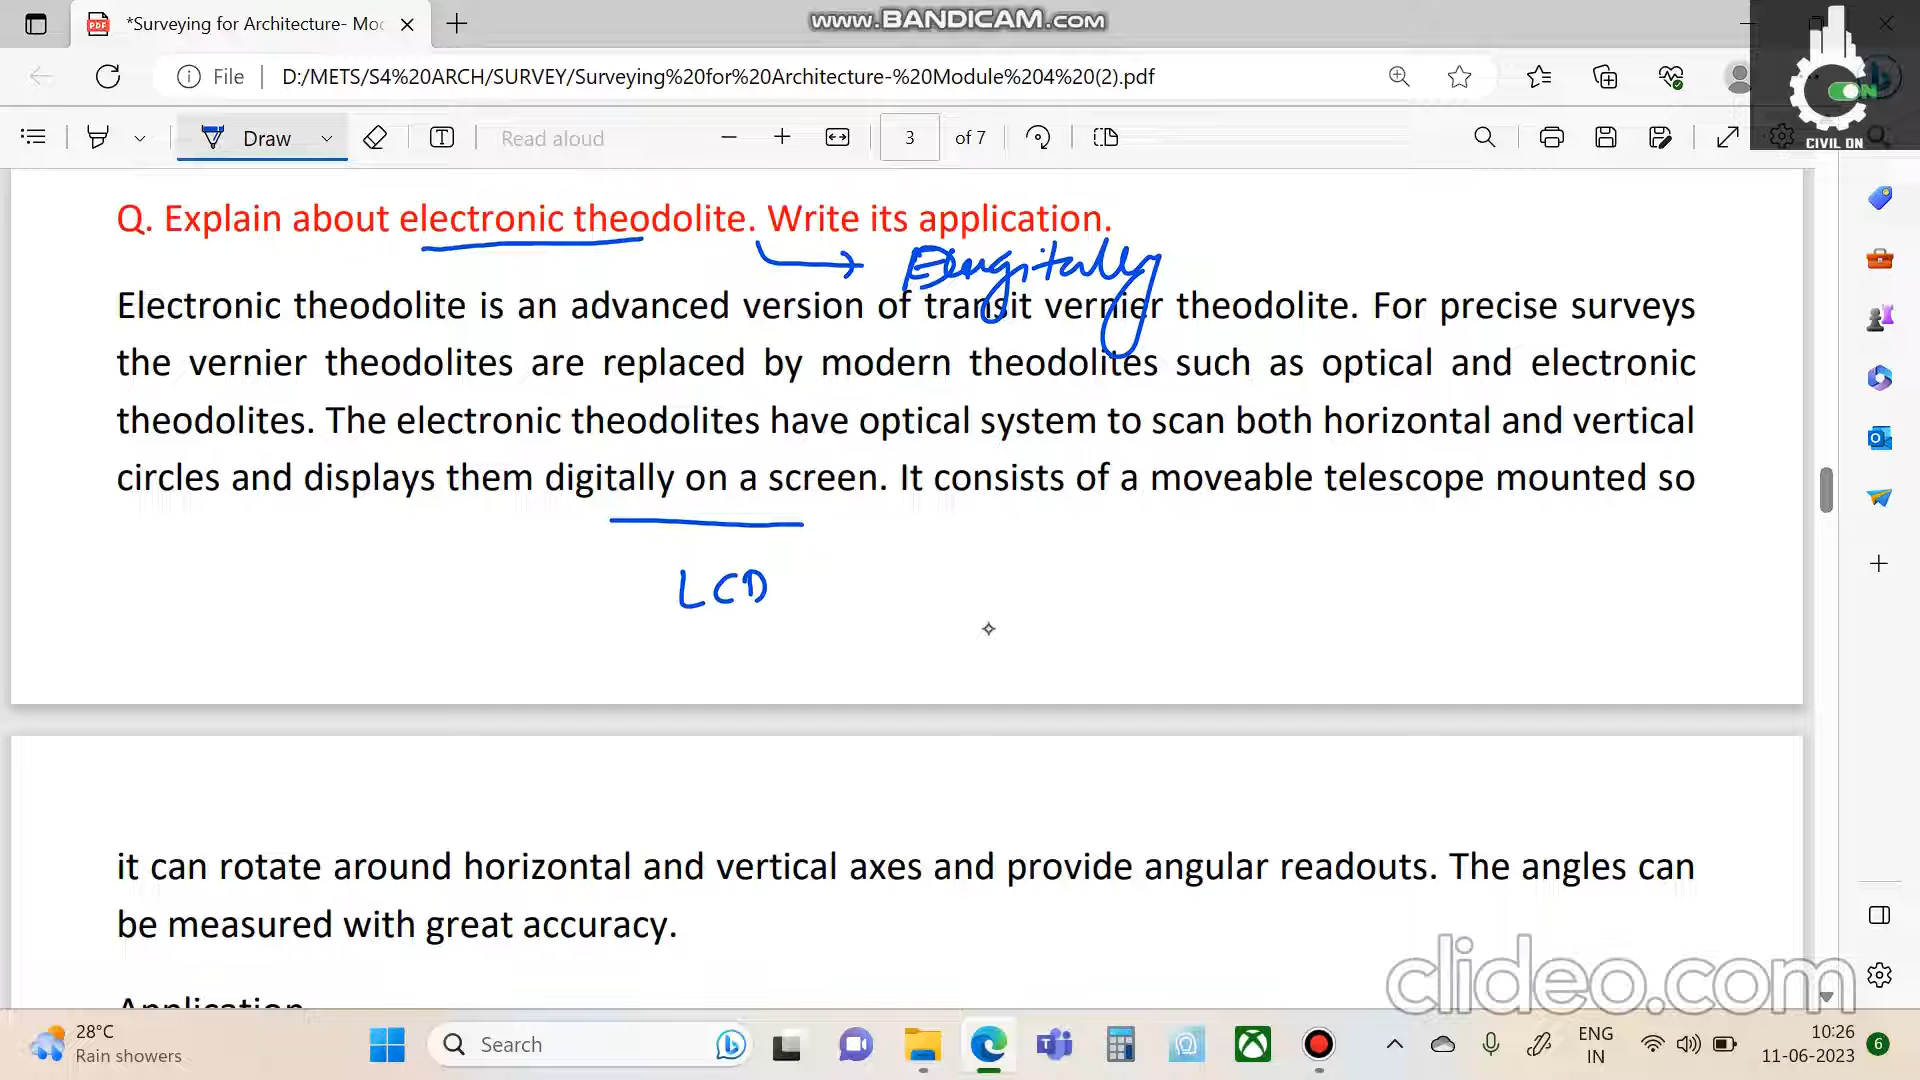 *Surveying for Architecture- Mod
www.BANDICAM.com
File
D:/METS/S4%20ARCH/SURVEY/Surveying%20for%20Architecture-%20Module%204%20(2).pdf
Draw
Read aloud
3
of 7
CIVIL ON
Q. Explain about electronic theodolite. Write its application.
Electronic theodolite is an advanced version of transit vernier theodolite. For precise surveys
the vernier theodolites are replaced by modern theodolites such as optical and electronic
theodolites. The electronic theodolites have optical system to scan both horizontal and vertical
circles and displays them digitally on a screen. It consists of a moveable telescope mounted so
LCD
it can rotate around horizontal and vertical axes and provide angular readouts. The angles can
be measured with great accuracy.
Application
clideo.com
28°C
Rain showers
Search
ENG
IN
10:26
11-06-2023
6